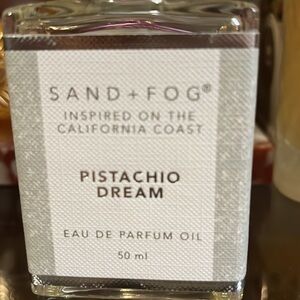 SAND + FOG®
INSPIRED ON THE
CALIFORNIA COAST
PISTACHIO
DREAM
EAU DE PARFUM OIL
50 ml